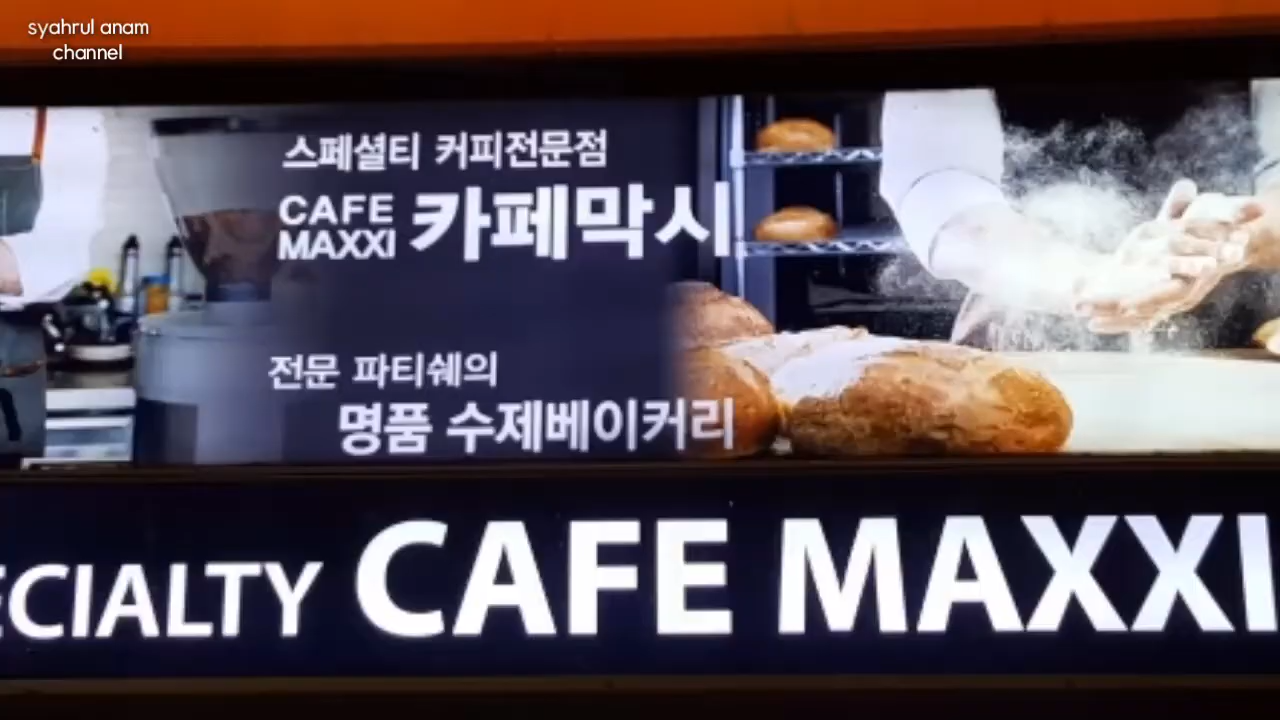 syahrul anam
channel
스페셜티 커피전문점
CAFE
MAXXI 카페막시
전문 파티쉐의
명품 수제베이커리
ECIALTY CAFE MAXXI